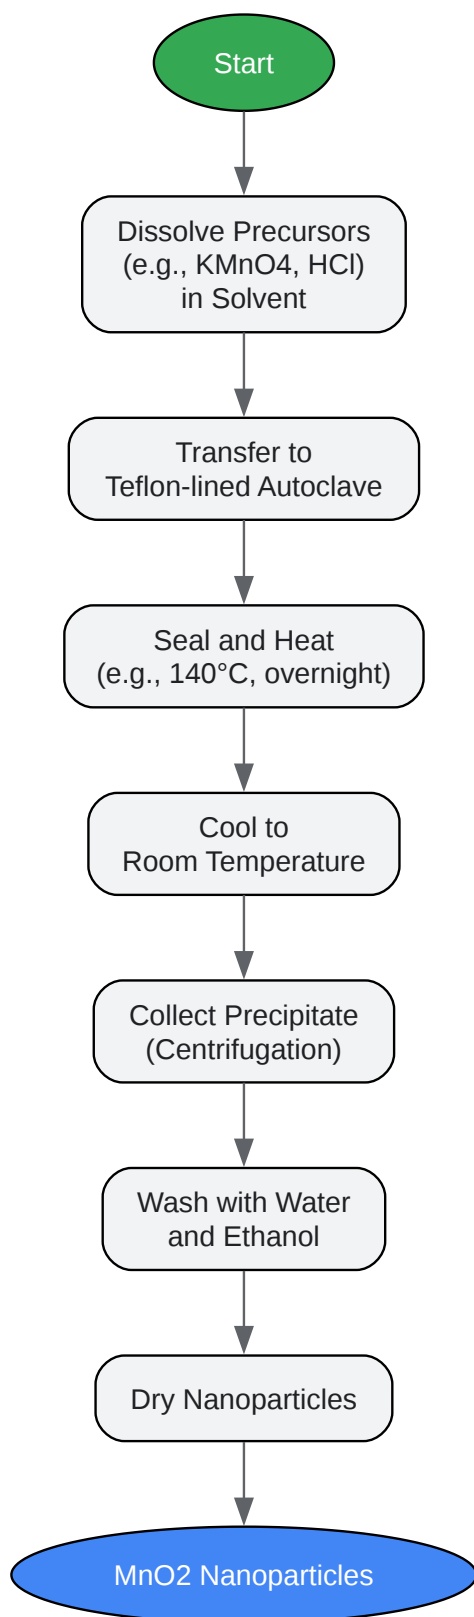 Start
Dissolve Precursors
(e.g., KMnO4, HCl)
in Solvent
Transfer to
Teflon-lined Autoclave
Seal and Heat
(e.g., 140°C, overnight)
Cool to
Room Temperature
Collect Precipitate
(Centrifugation)
Wash with Water
and Ethanol
Dry Nanoparticles
MnO2 Nanoparticles